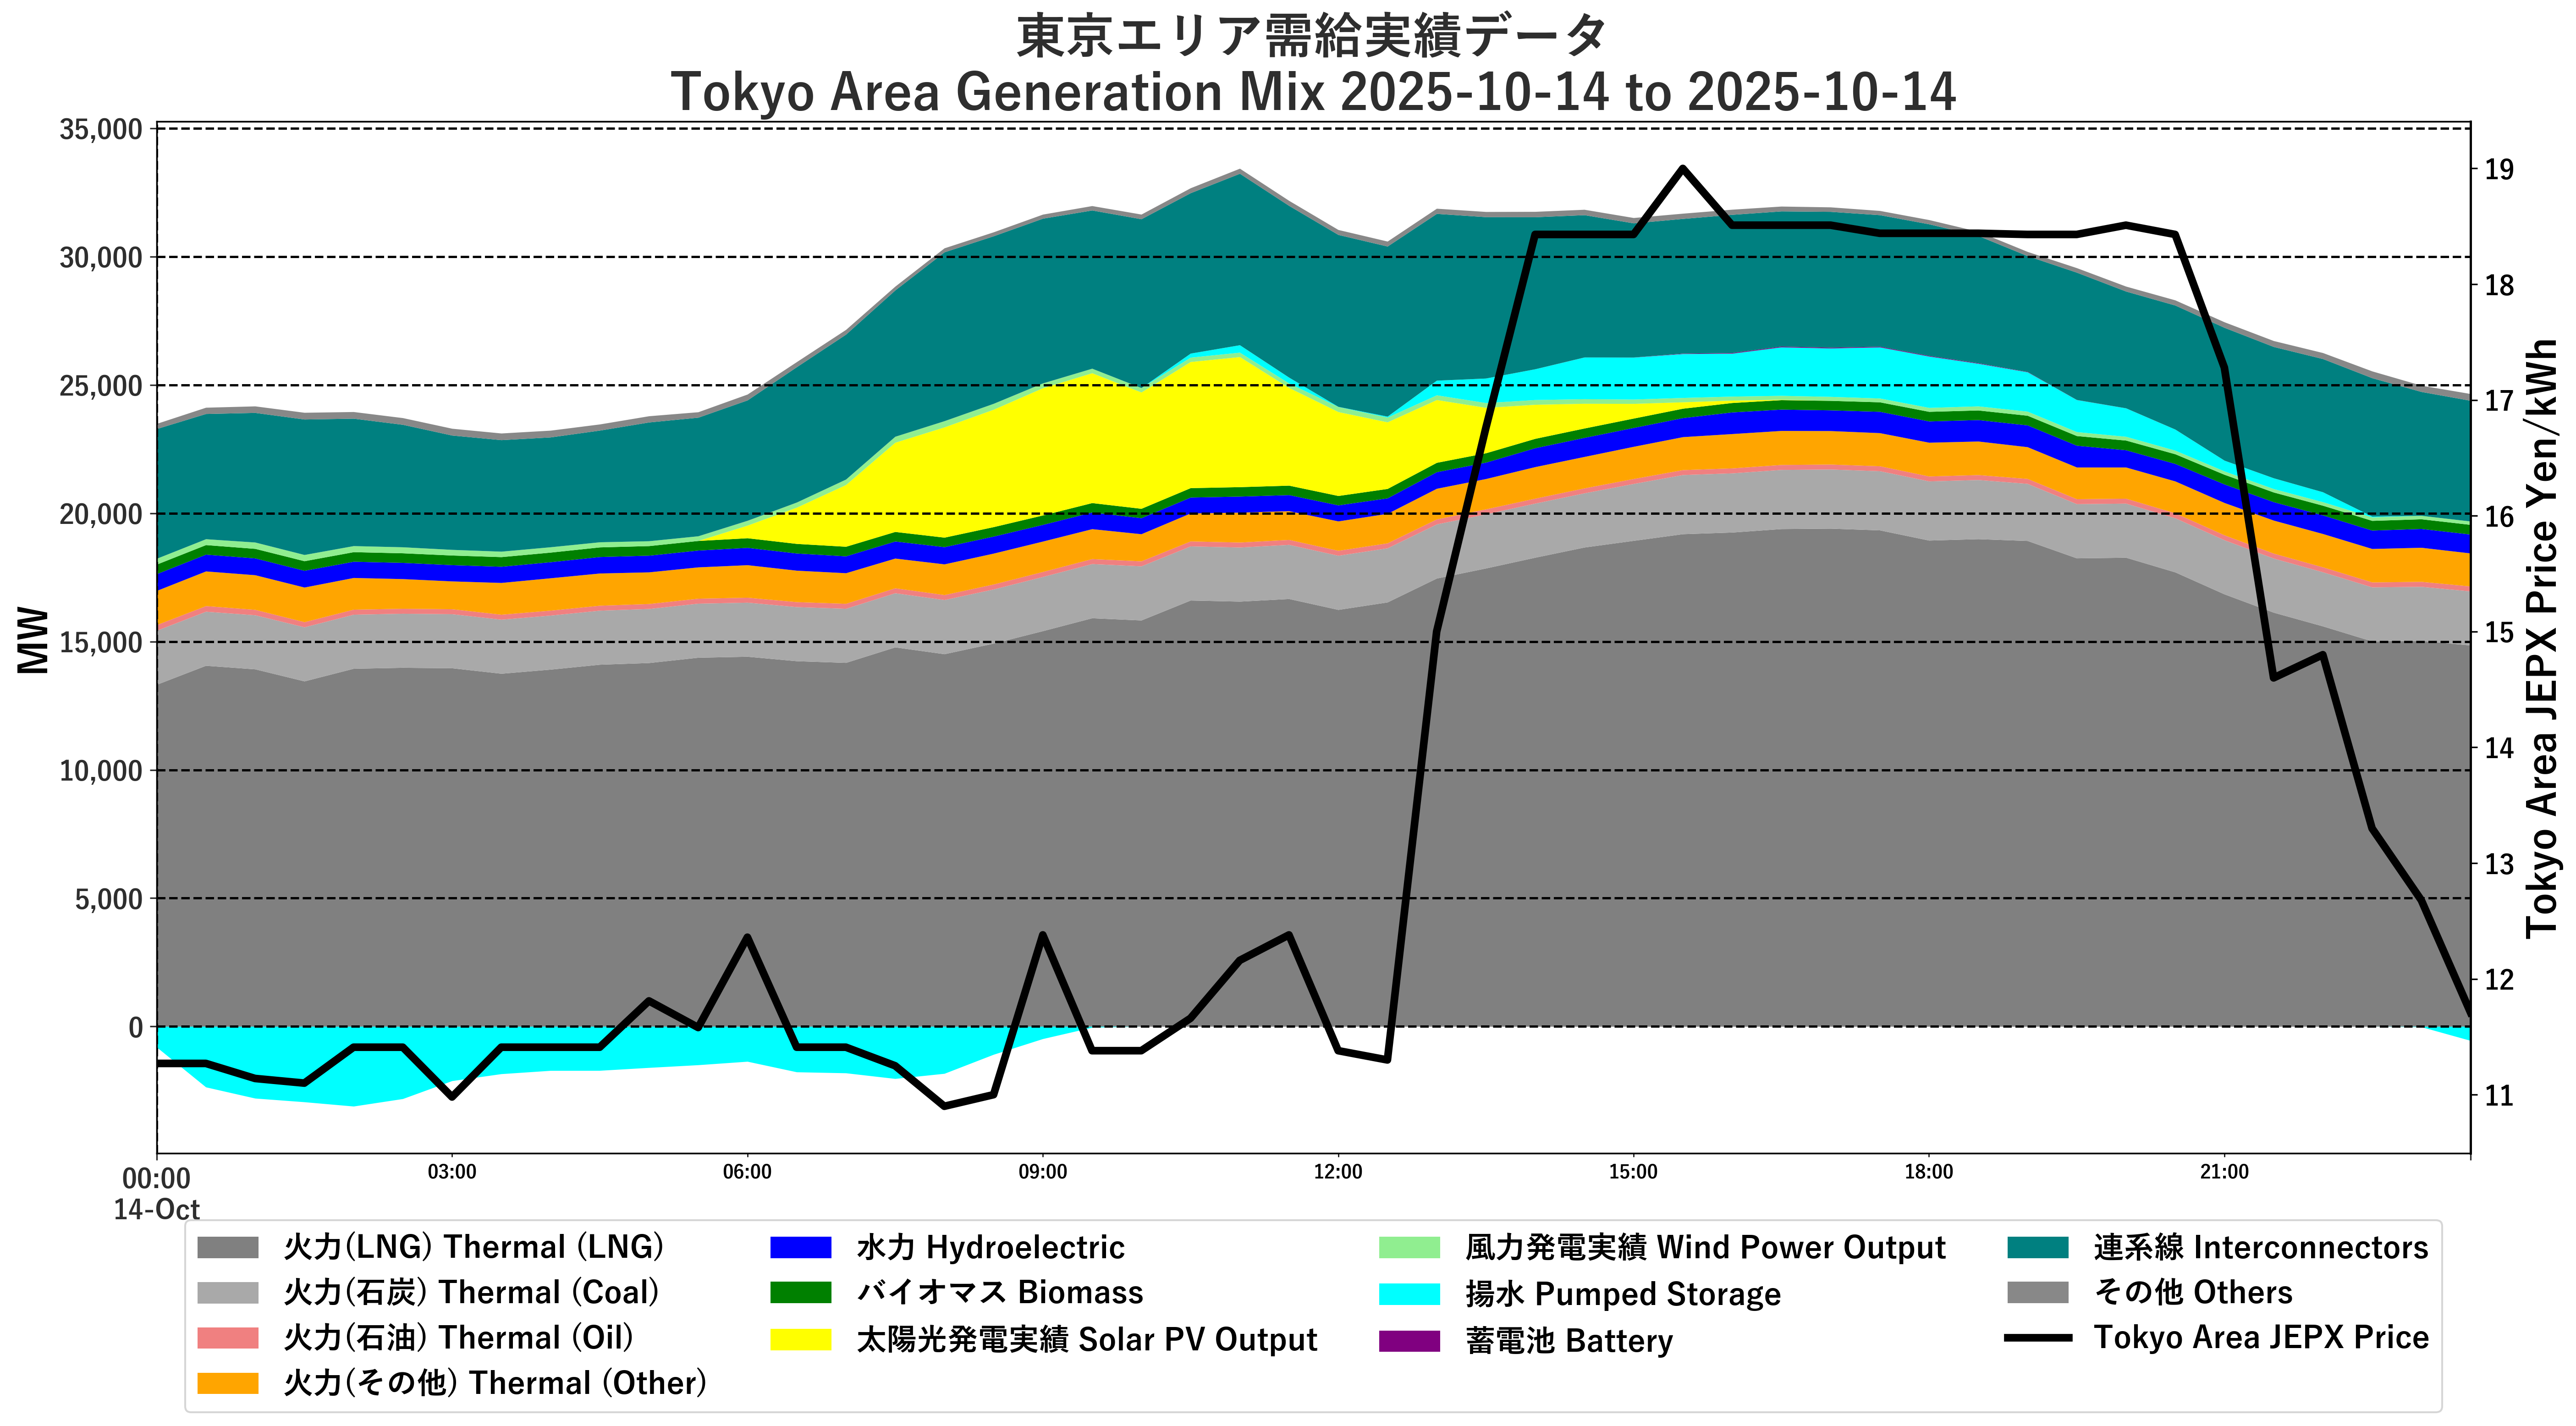 東京エリア需給実績データ
Tokyo Area Generation Mix 2025-10-14 to 2025-10-14
MW
35,000
30,000
25,000
20,000
15,000
10,000
5,000
0
Tokyo Area JEPX Price Yen/kWh
19
18
17
16
15
14
13
12
11
00:00
14-Oct
03:00
06:00
09:00
12:00
15:00
18:00
21:00
火力(LNG) Thermal (LNG)
火力(石炭) Thermal (Coal)
火力(石油) Thermal (Oil)
火力(その他) Thermal (Other)
水力 Hydroelectric
バイオマス Biomass
太陽光発電実績 Solar PV Output
風力発電実績 Wind Power Output
揚水 Pumped Storage
蓄電池 Battery
連系線 Interconnectors
その他 Others
Tokyo Area JEPX Price